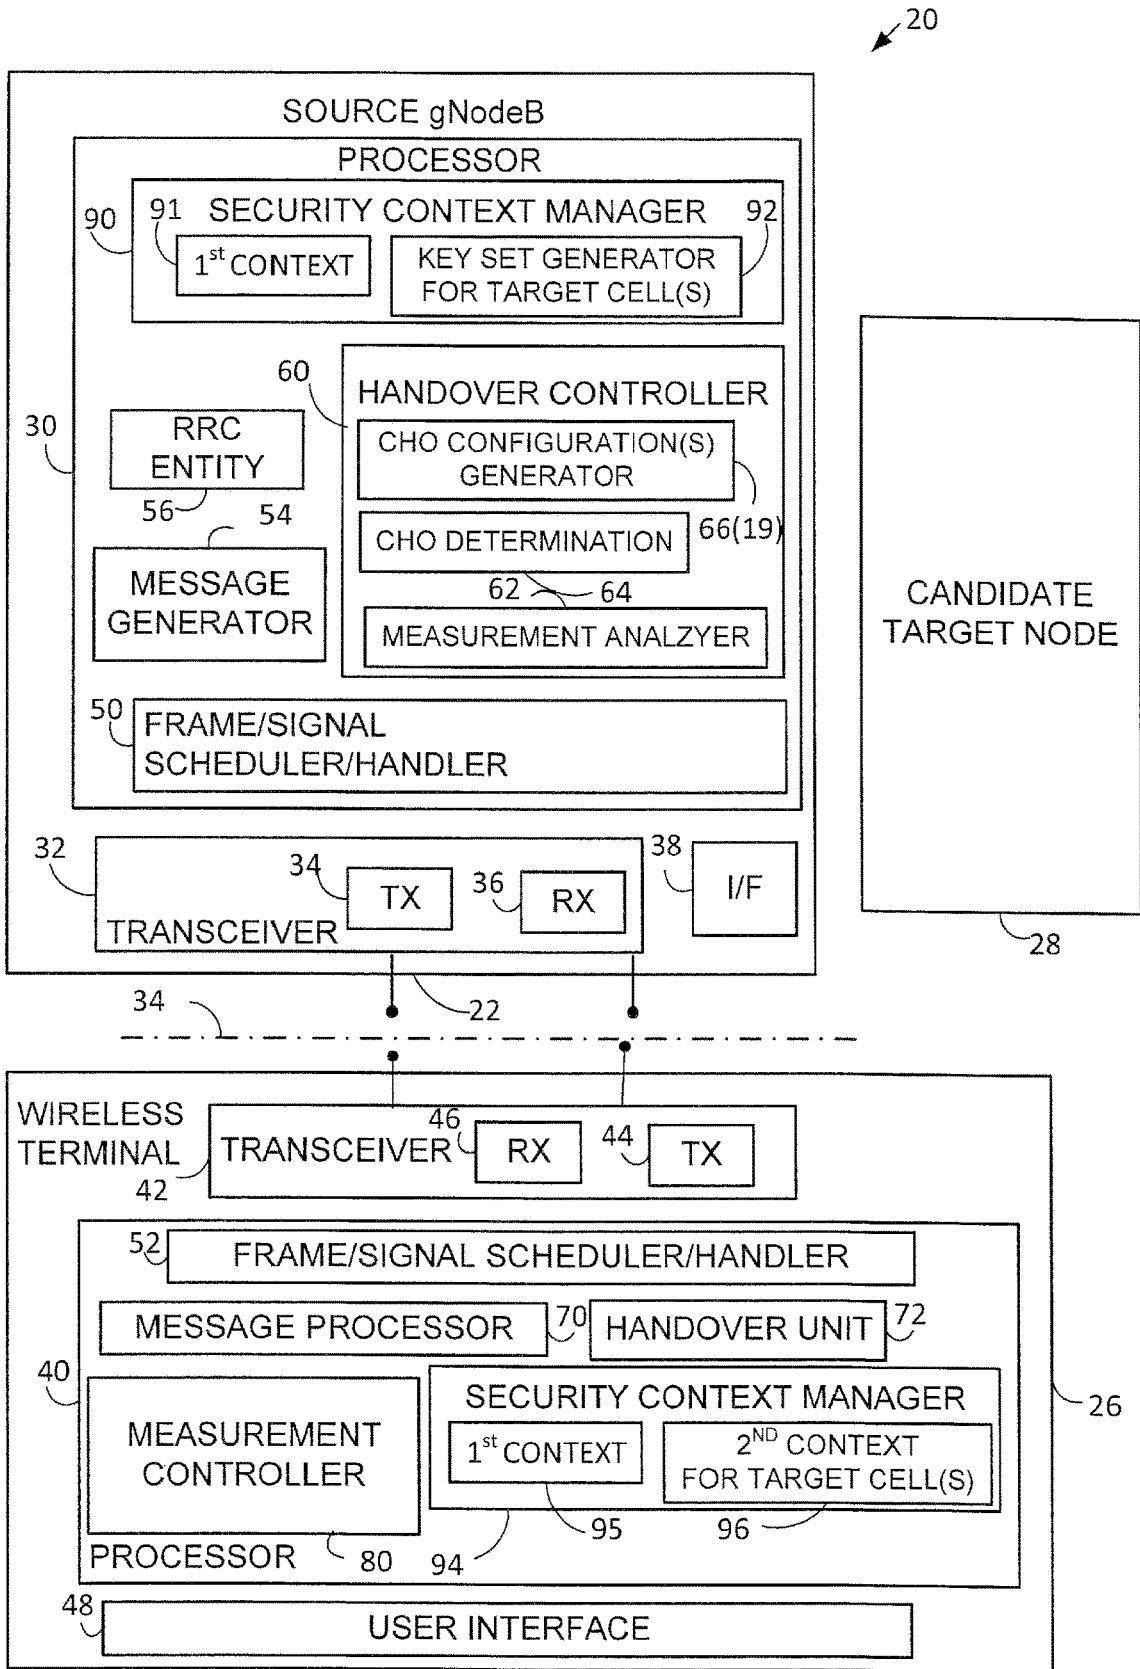 20
SOURCE gNodeB
PROCESSOR
90
91
SECURITY CONTEXT MANAGER
92
1st CONTEXT
KEY SET GENERATOR
FOR TARGET CELL(S)
30
60
HANDOVER CONTROLLER
RRC
ENTITY
56
CHO CONFIGURATION(S)
GENERATOR
66(19)
54
MESSAGE
GENERATOR
CHO DETERMINATION
62
64
MEASUREMENT ANALZYER
CANDIDATE
TARGET NODE
28
50
FRAME/SIGNAL
SCHEDULER/HANDLER
32
34
TX
36
RX
TRANSCEIVER
38
I/F
22
34
WIRELESS
TERMINAL
42
TRANSCEIVER
46
RX
44
TX
52
FRAME/SIGNAL SCHEDULER/HANDLER
MESSAGE PROCESSOR
70
HANDOVER UNIT
72
40
26
MEASUREMENT
CONTROLLER
SECURITY CONTEXT MANAGER
1st CONTEXT
2ND CONTEXT
FOR TARGET CELL(S)
95
96
PROCESSOR
80
94
48
USER INTERFACE